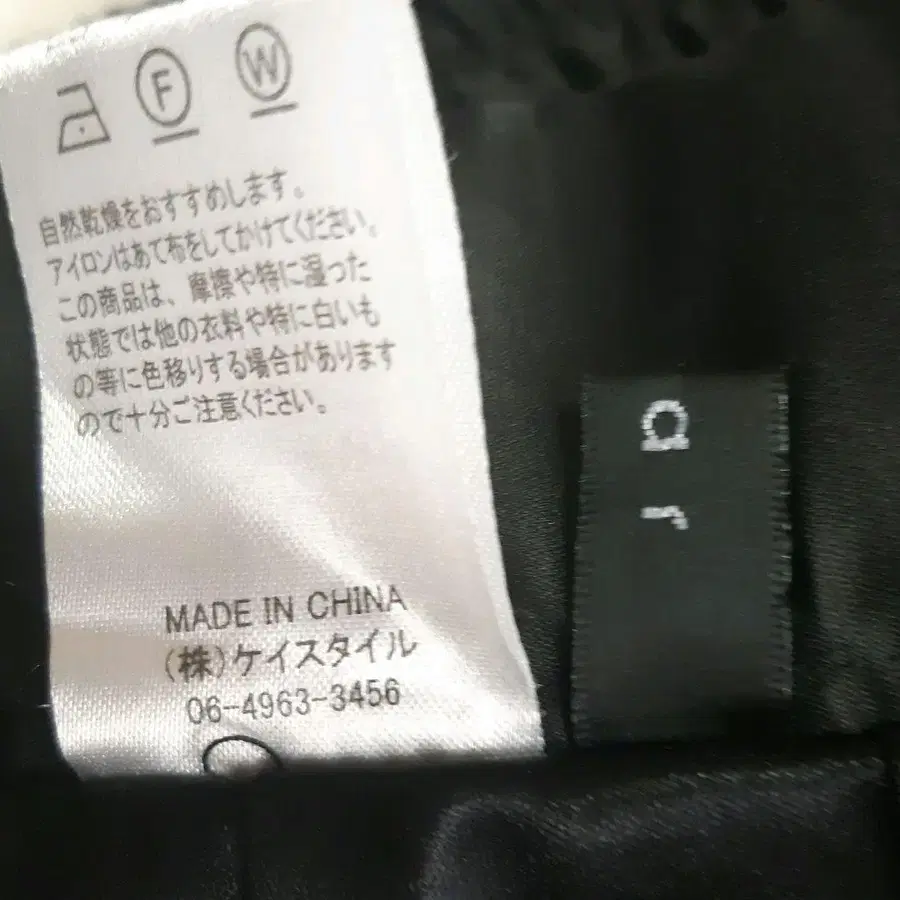 F W
自然乾燥をおすすめします。
アイロンはあて布をしてかけてください。
この商品は、摩擦や特に湿った
状態では他の衣料や特に白いも
の等に色移りする場合があります
ので十分ご注意ください。
MADE IN CHINA
(株)ケイスタイル
06-4963-3456
a r